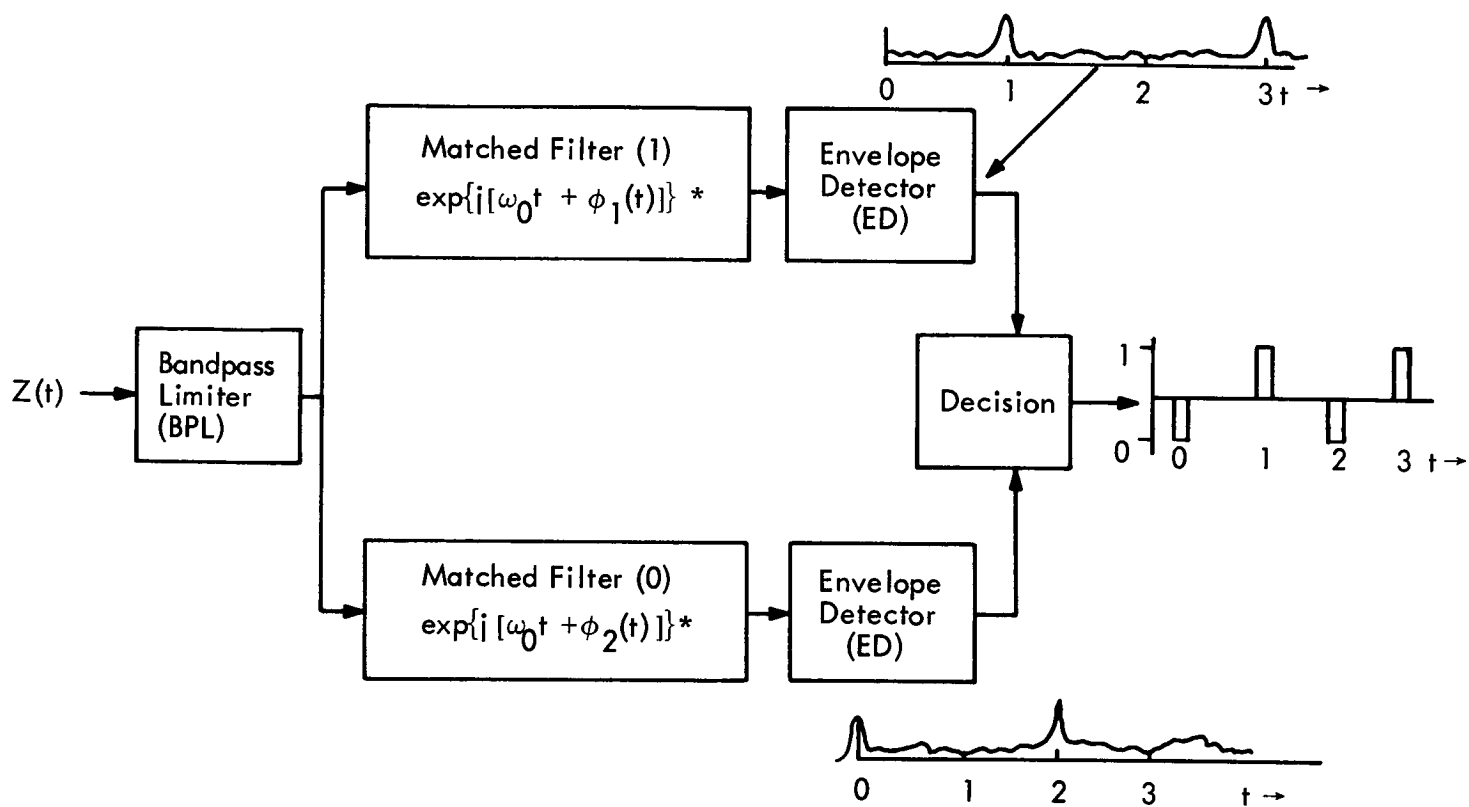 0 1 2 3 t →
Matched Filter (1)
exp{j [ω0t + ϕ1(t)]} *
Envelope
Detector
(ED)
Z(t)
Bandpass
Limiter
(BPL)
Decision
1
0
0 1 2 3 t →
Matched Filter (0)
exp{j [ω0t +ϕ2(t) ]}*
Envelope
Detector
(ED)
0 1 2 3 t →